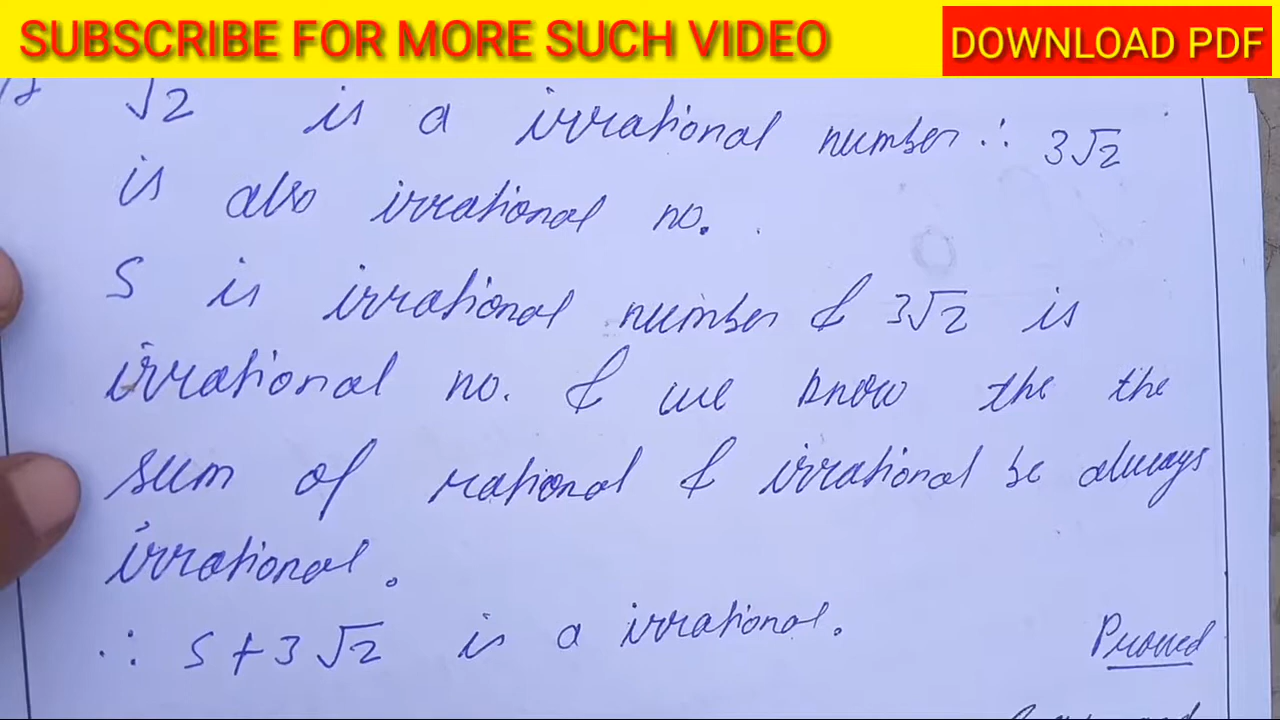 SUBSCRIBE FOR MORE SUCH VIDEO
DOWNLOAD PDF
√2 is a irrational number ∴ 3√2
is also irrational no.
5 is irrational number & 3√2 is
irrational no. & we know the the
sum of rational & irrational be always
irrational.
∴ 5+3√2 is a irrational.
Proved